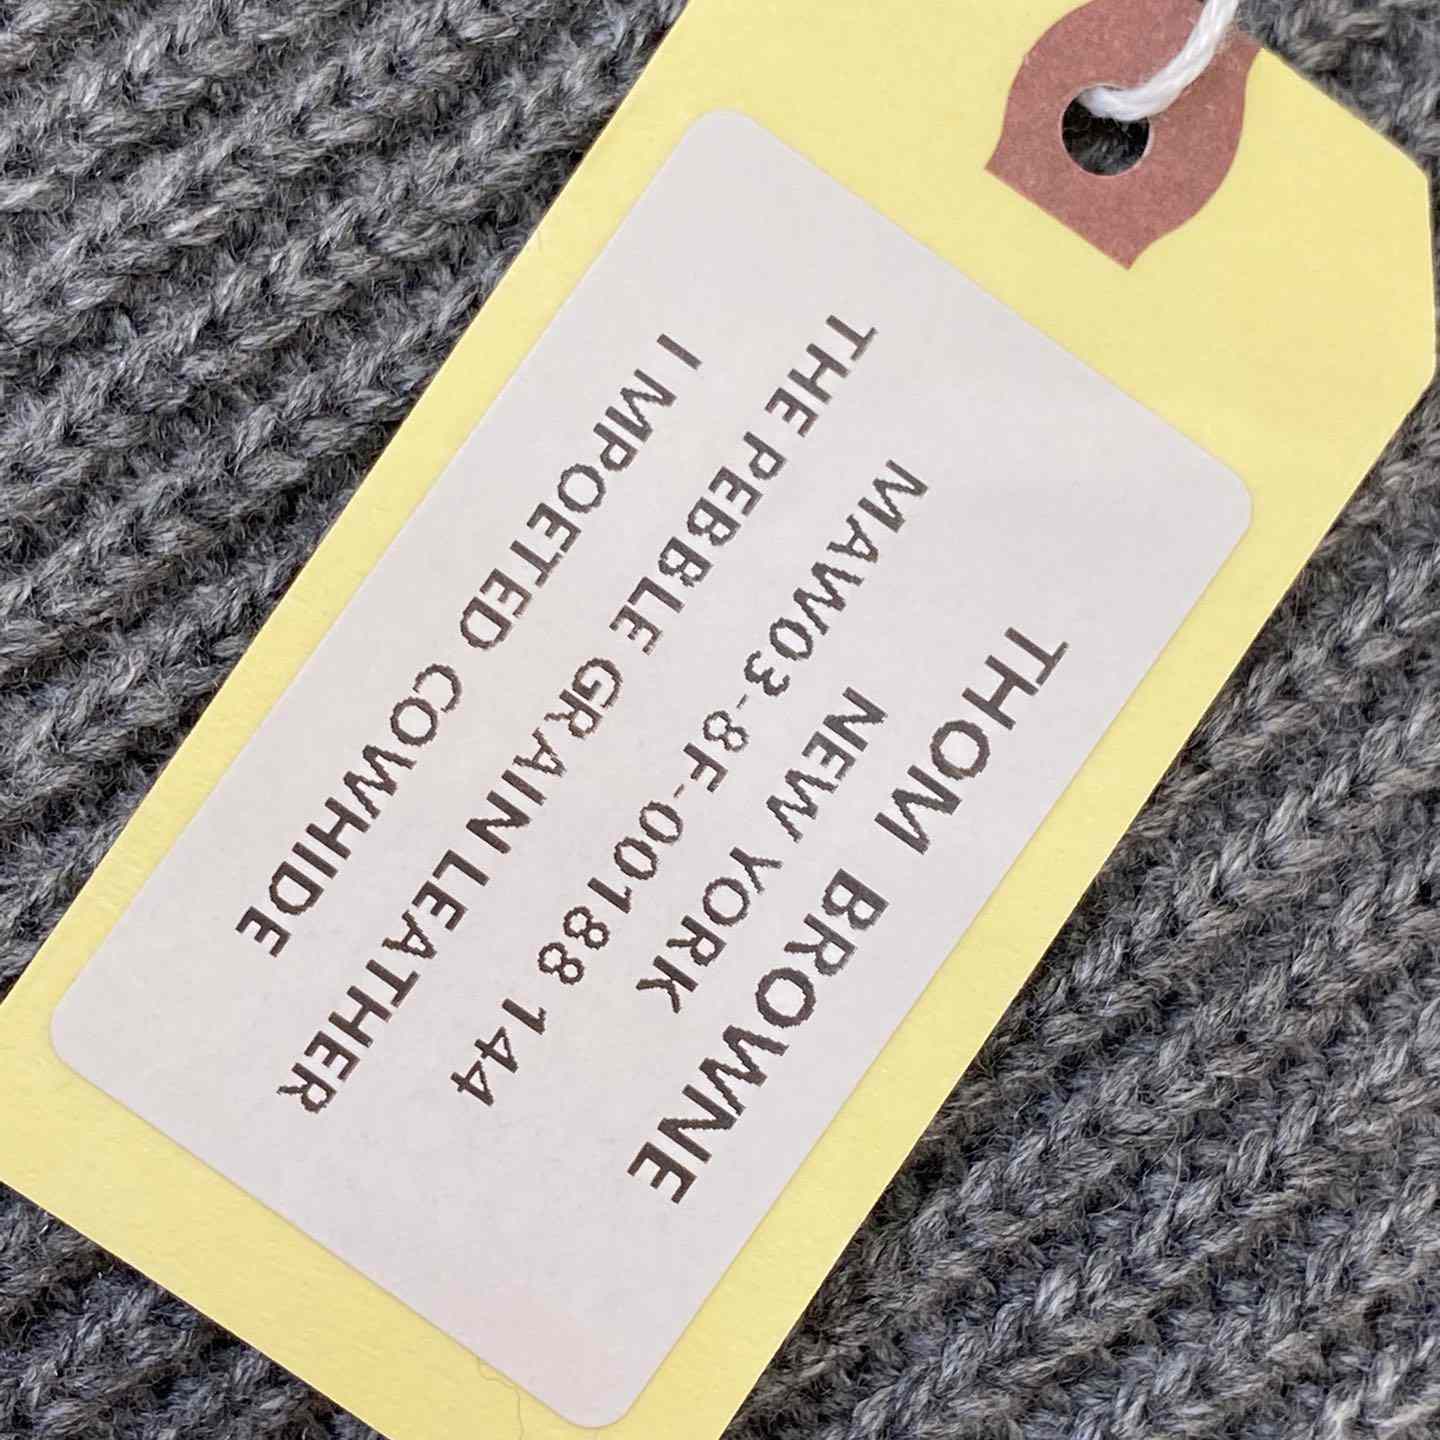 THOM BROWNE
NEW YORK
MAW03-8F-00188 144
THE PEBBLE GRAIN LEATHER
I MPOETED COWHIDE